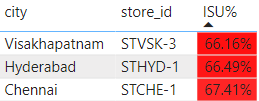 city store_id ISU%
Visakhapatnam STVSK-3 66.16%
Hyderabad STHYD-1 66.49%
Chennai STCHE-1 67.41%